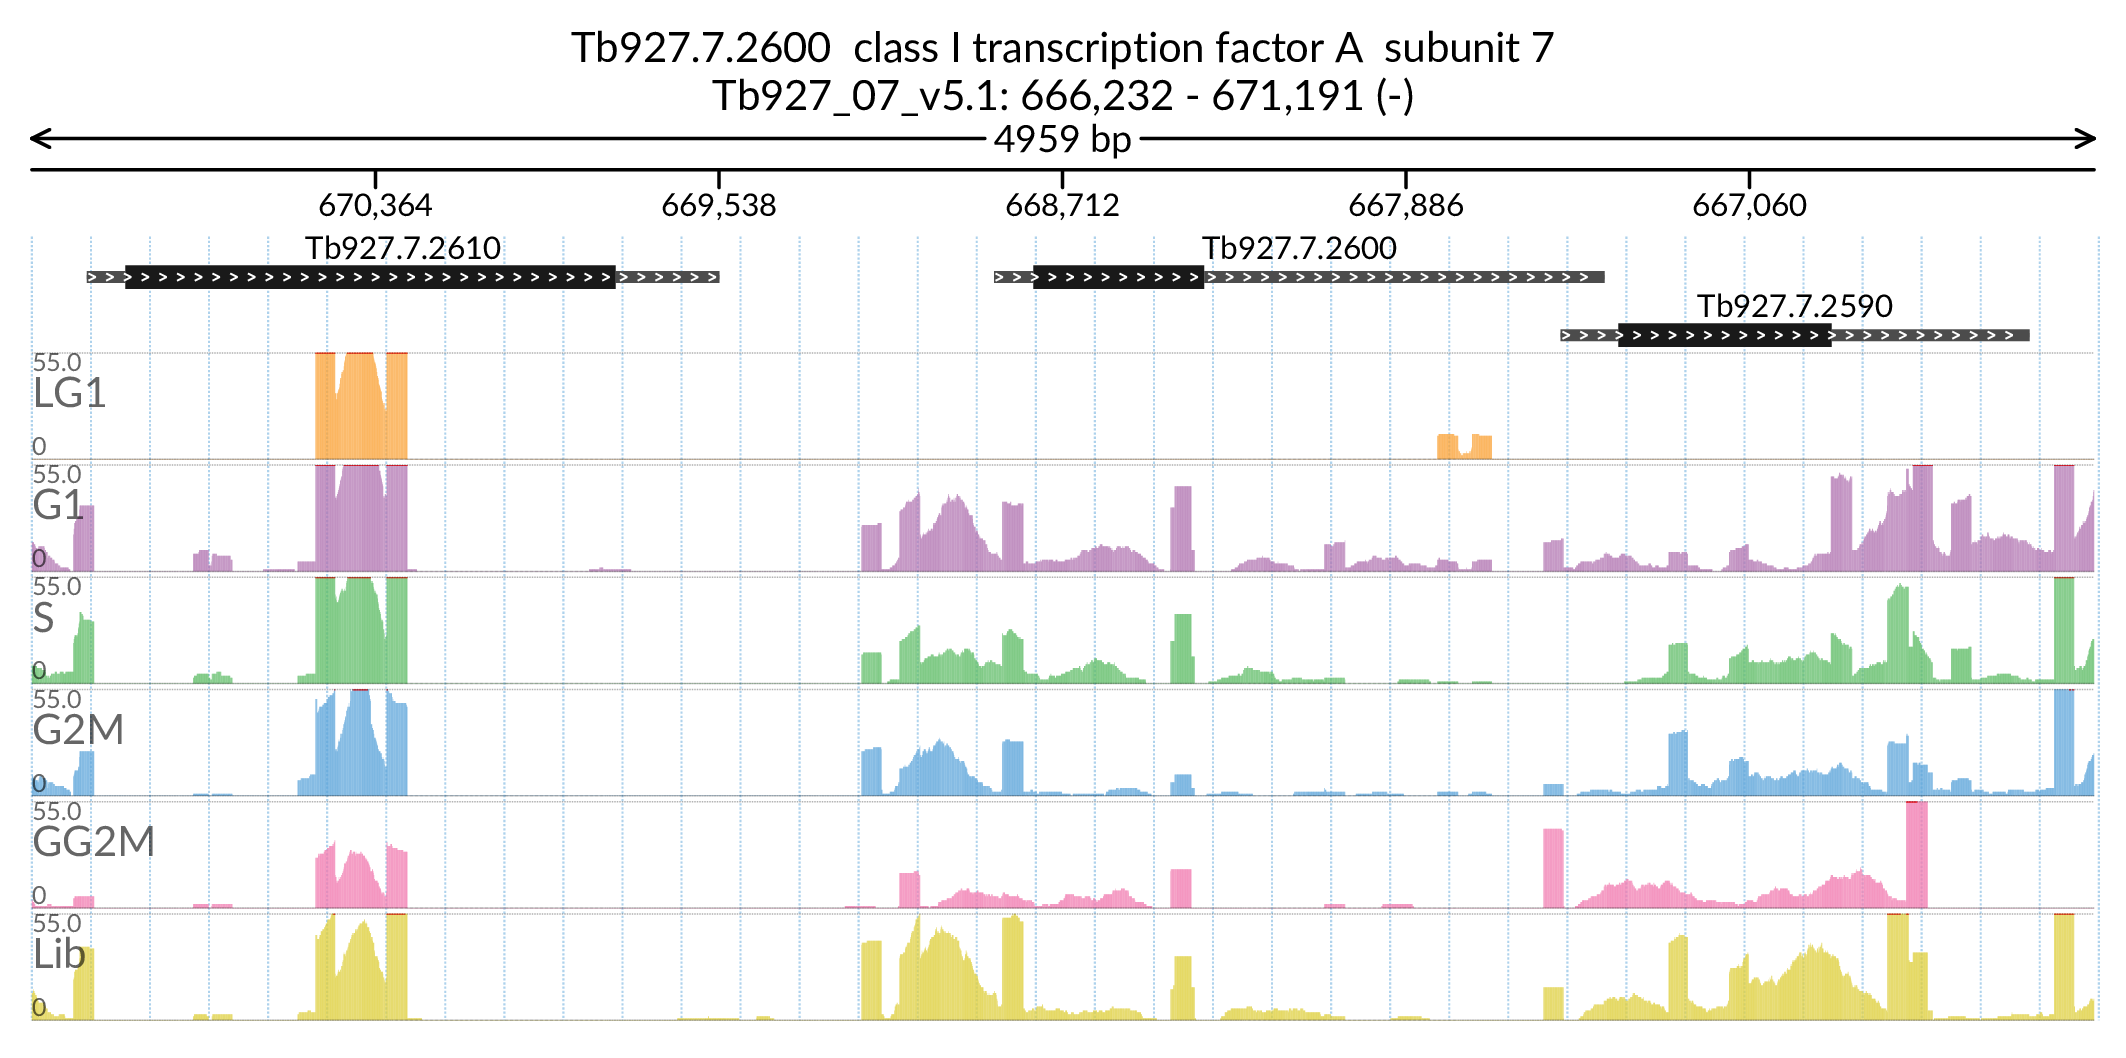 Tb927.7.2600 class I transcription factor A subunit 7
Tb927_07_v5.1: 666,232 - 671,191 (-)
4959 bp
670,364 669,538 668,712 667,886 667,060
Tb927.7.2610 Tb927.7.2600
Tb927.7.2590
55.0
LG1
0
55.0
G1
0
55.0
S
0
55.0
G2M
0
55.0
GG2M
0
55.0
Lib
0